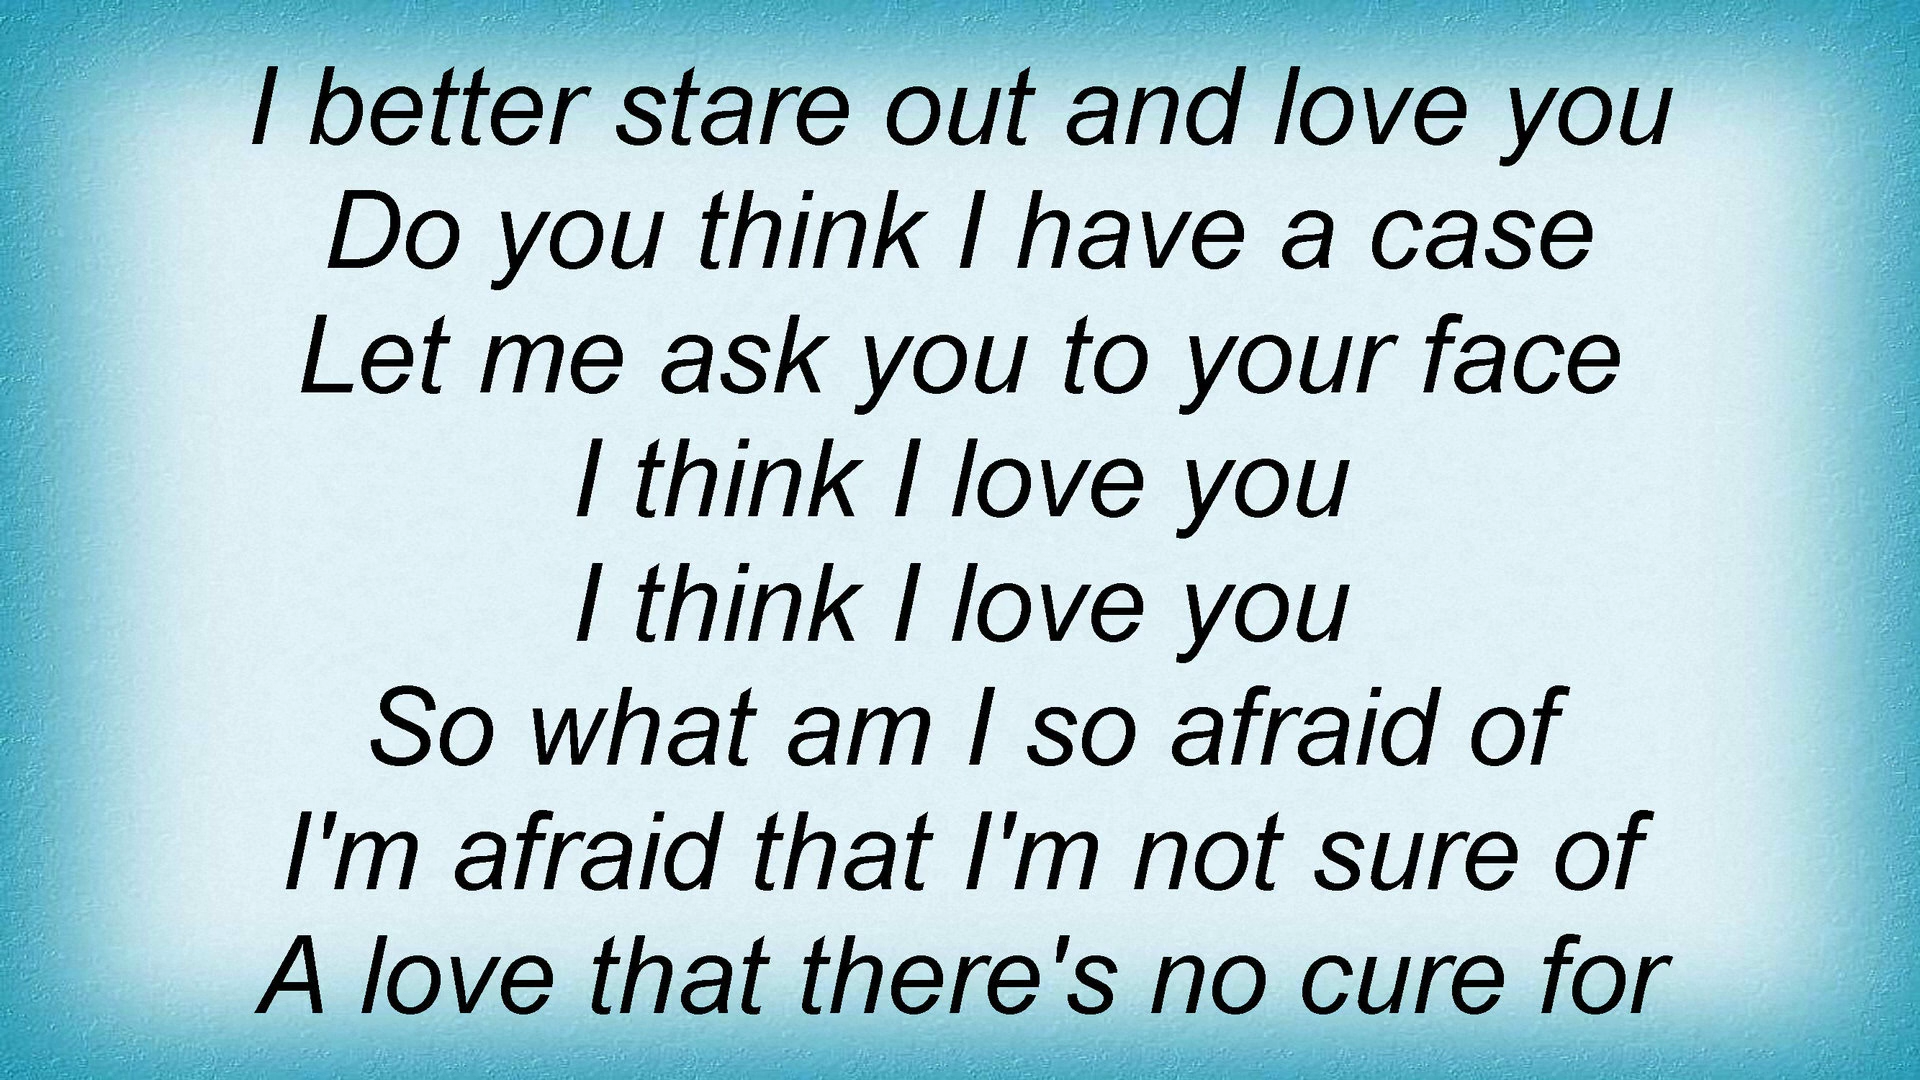 I better stare out and love you
Do you think I have a case
Let me ask you to your face
I think I love you
I think I love you
So what am I so afraid of
I'm afraid that I'm not sure of
A love that there's no cure for